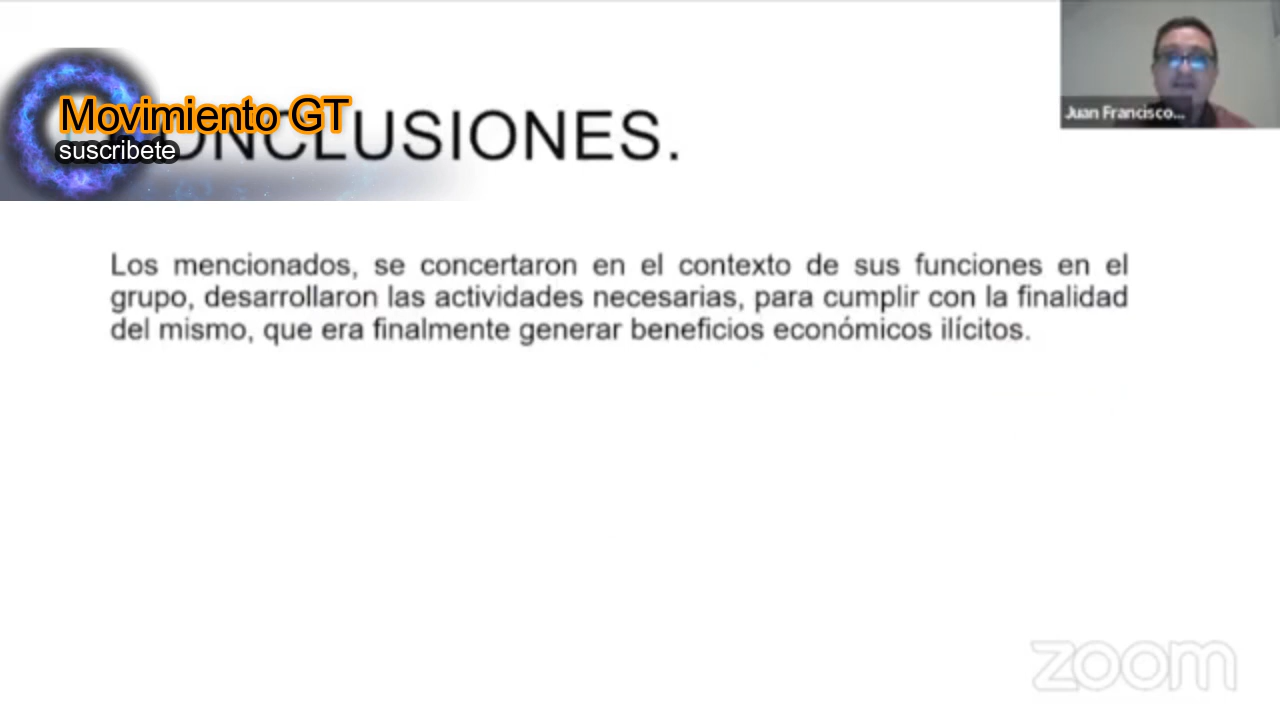 Movimiento GT
suscribete
CONCLUSIONES.
Juan Francisco...
Los mencionados, se concertaron en el contexto de sus funciones en el
grupo, desarrollaron las actividades necesarias, para cumplir con la finalidad
del mismo, que era finalmente generar beneficios económicos ilícitos.
zoom